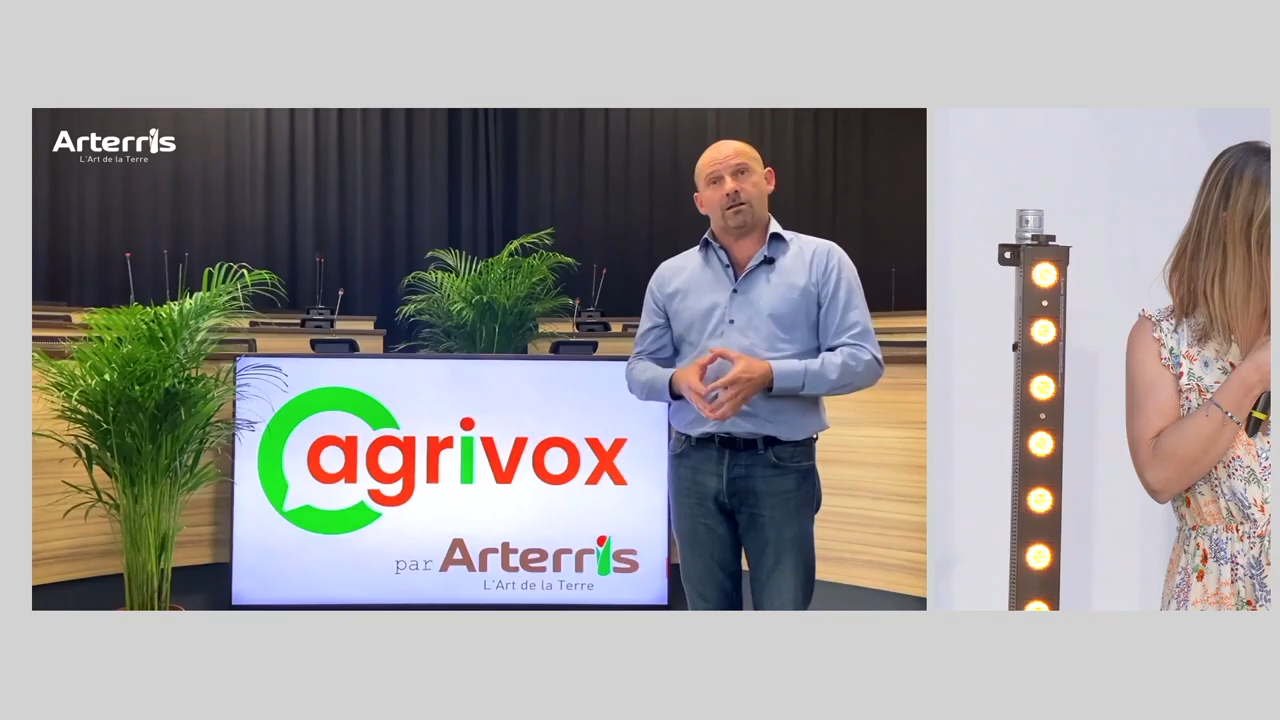 Arterris
L'Art de la Terre
agrivox
par Arterris
L'Art de la Terre